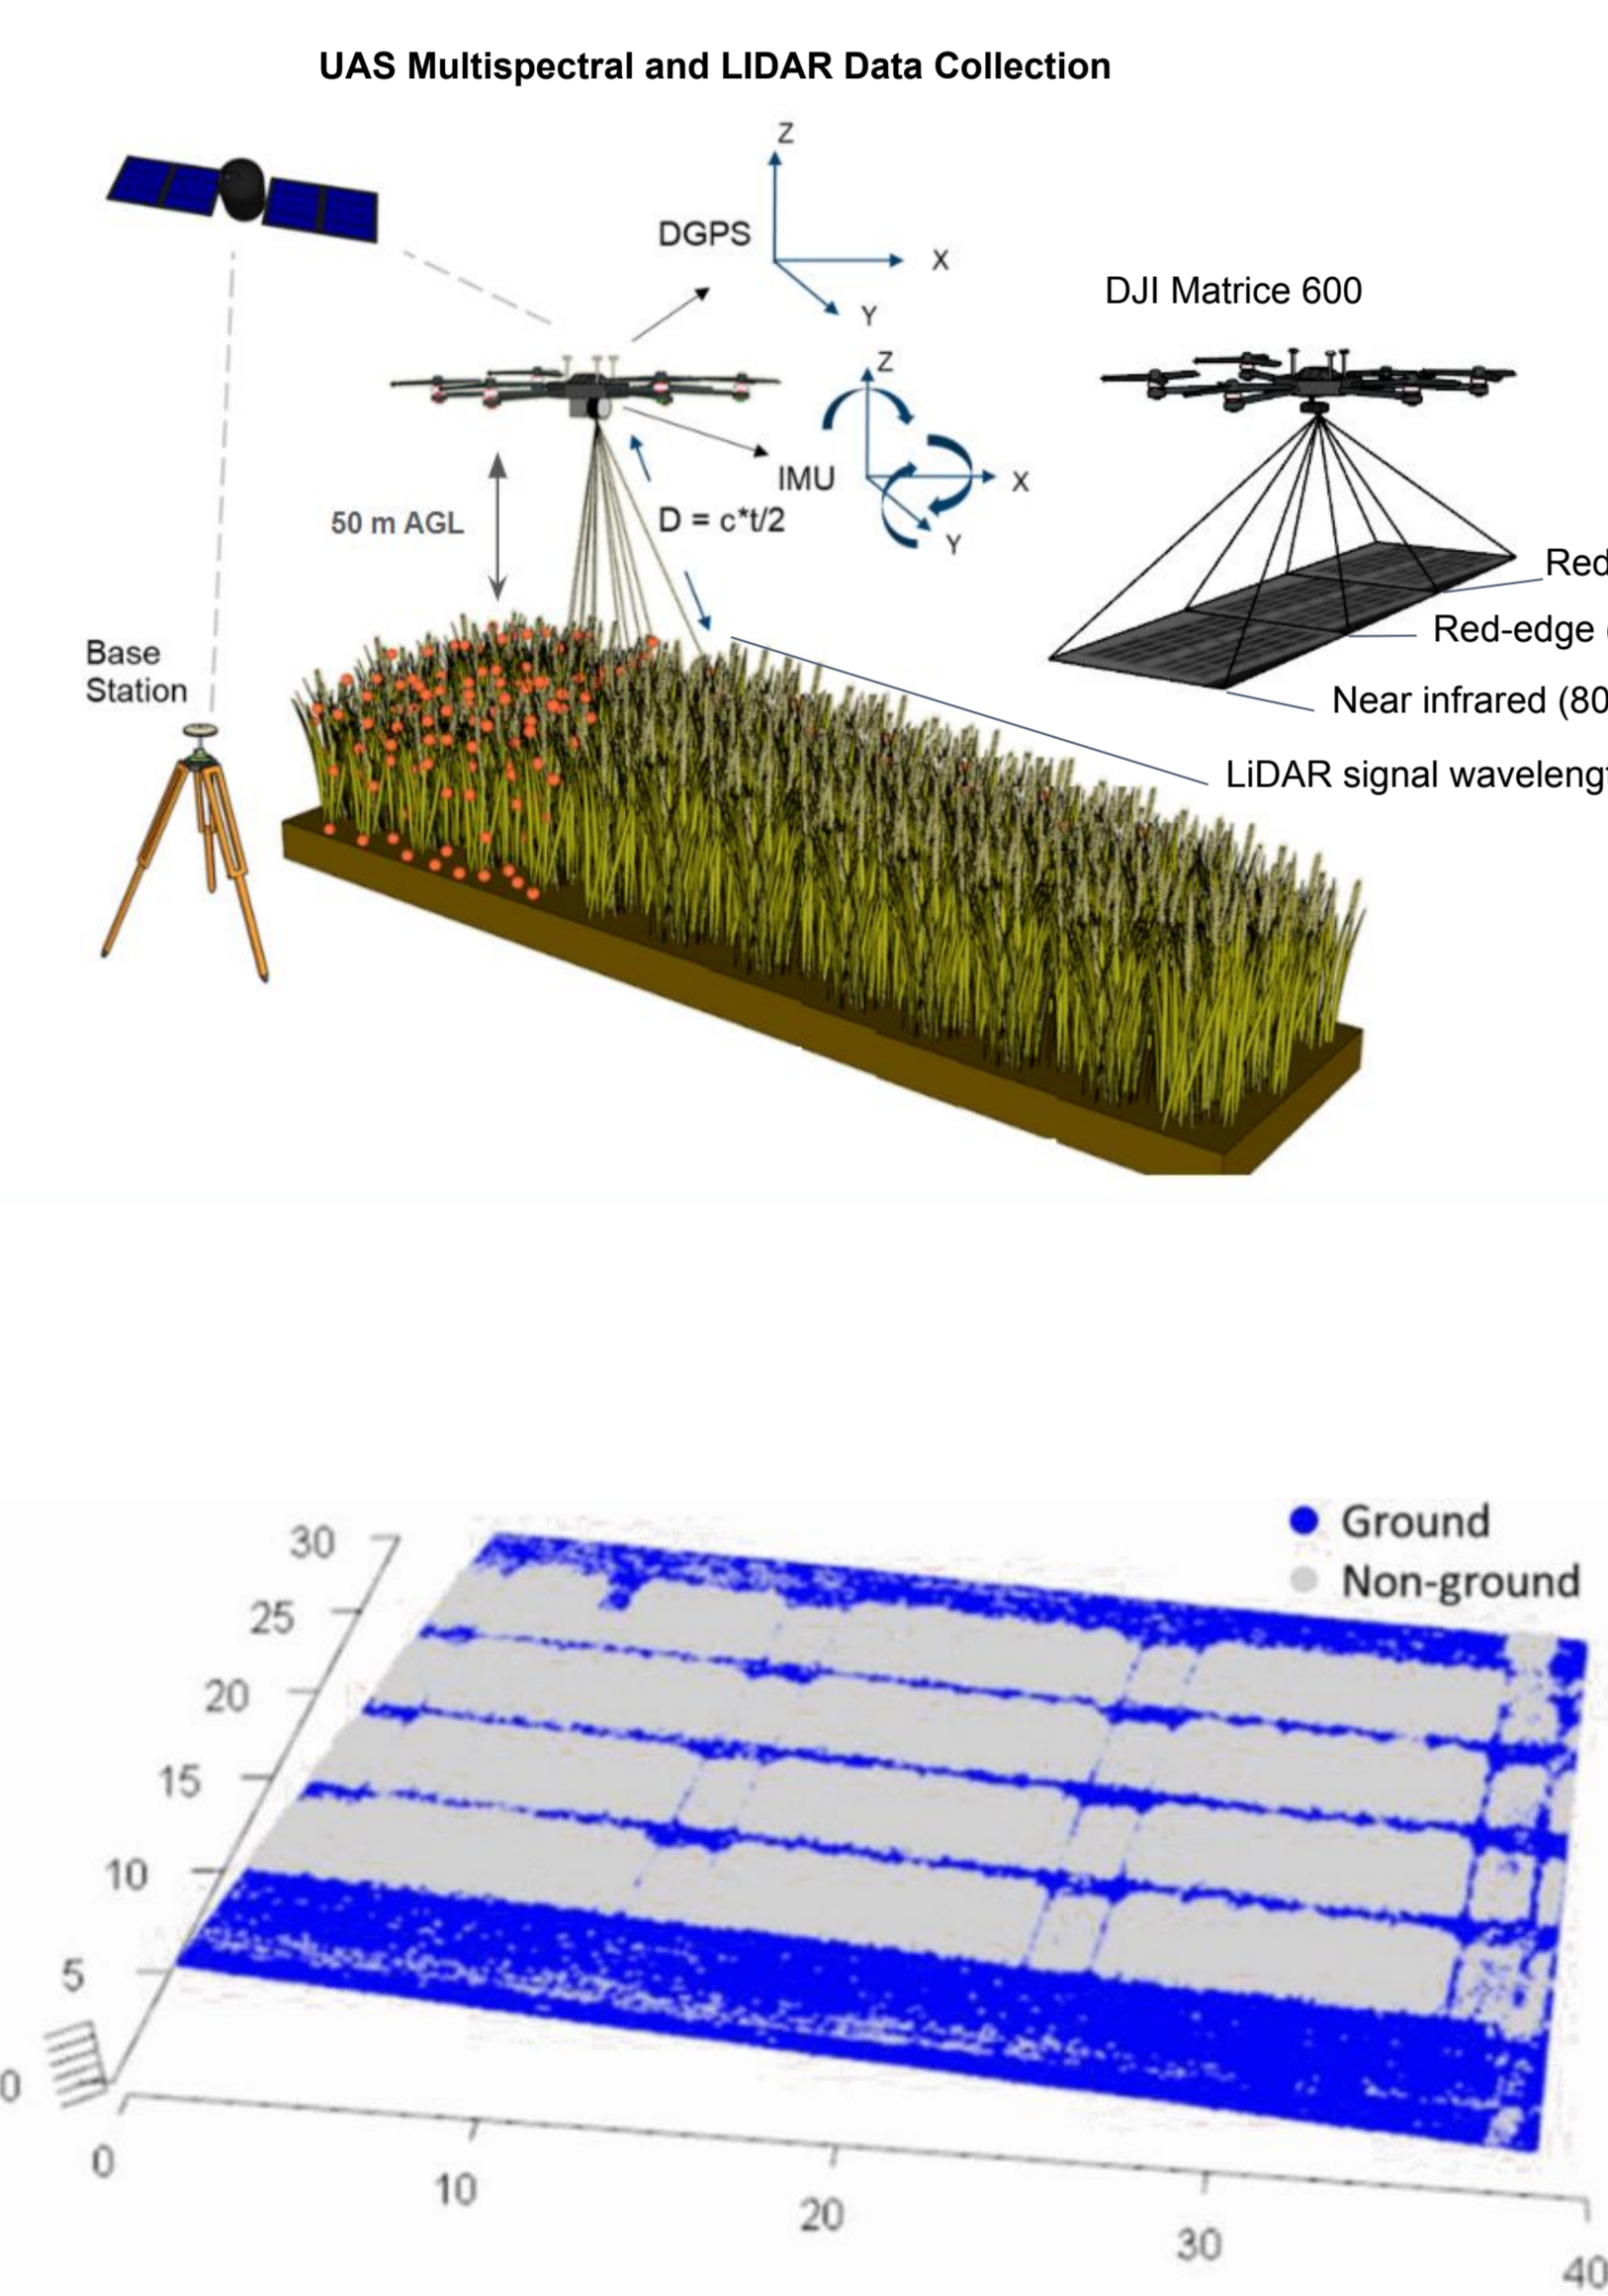 UAS Multispectral and LIDAR Data Collection
Z
DGPS
X
Y
DJI Matrice 600
Z
IMU
X
Y
50 m AGL
D = c*t/2
Red
Red-edge (
Near infrared (80
LiDAR signal waveleng
Base
Station
Ground
Non-ground
30
25
20
15
10
5
0
0
10
20
30
40